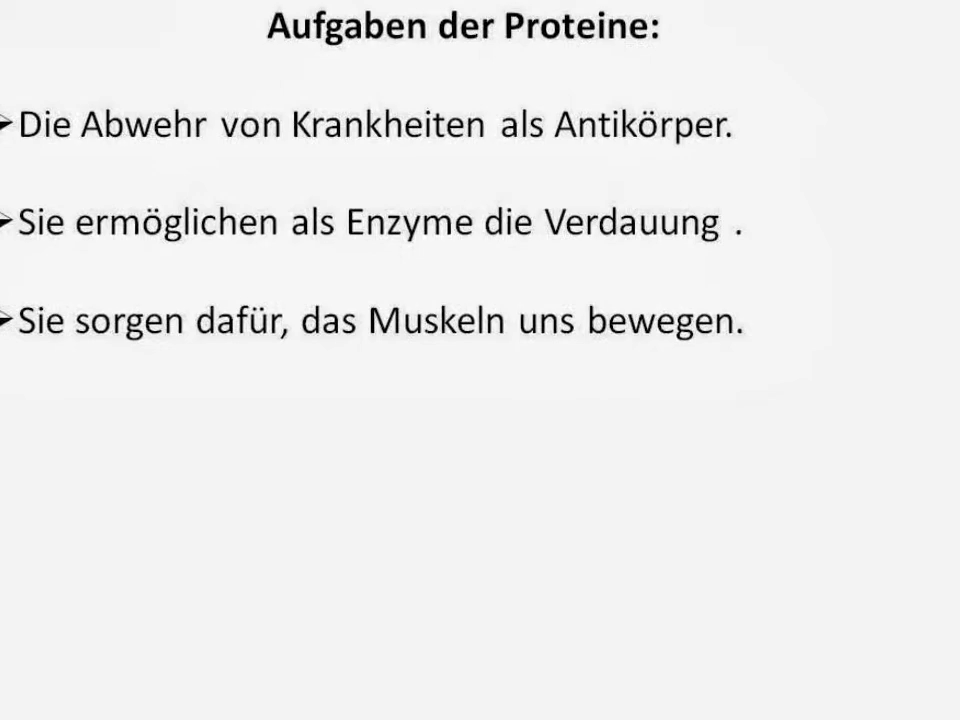 Aufgaben der Proteine:
➢Die Abwehr von Krankheiten als Antikörper.
➢Sie ermöglichen als Enzyme die Verdauung .
➢Sie sorgen dafür, das Muskeln uns bewegen.